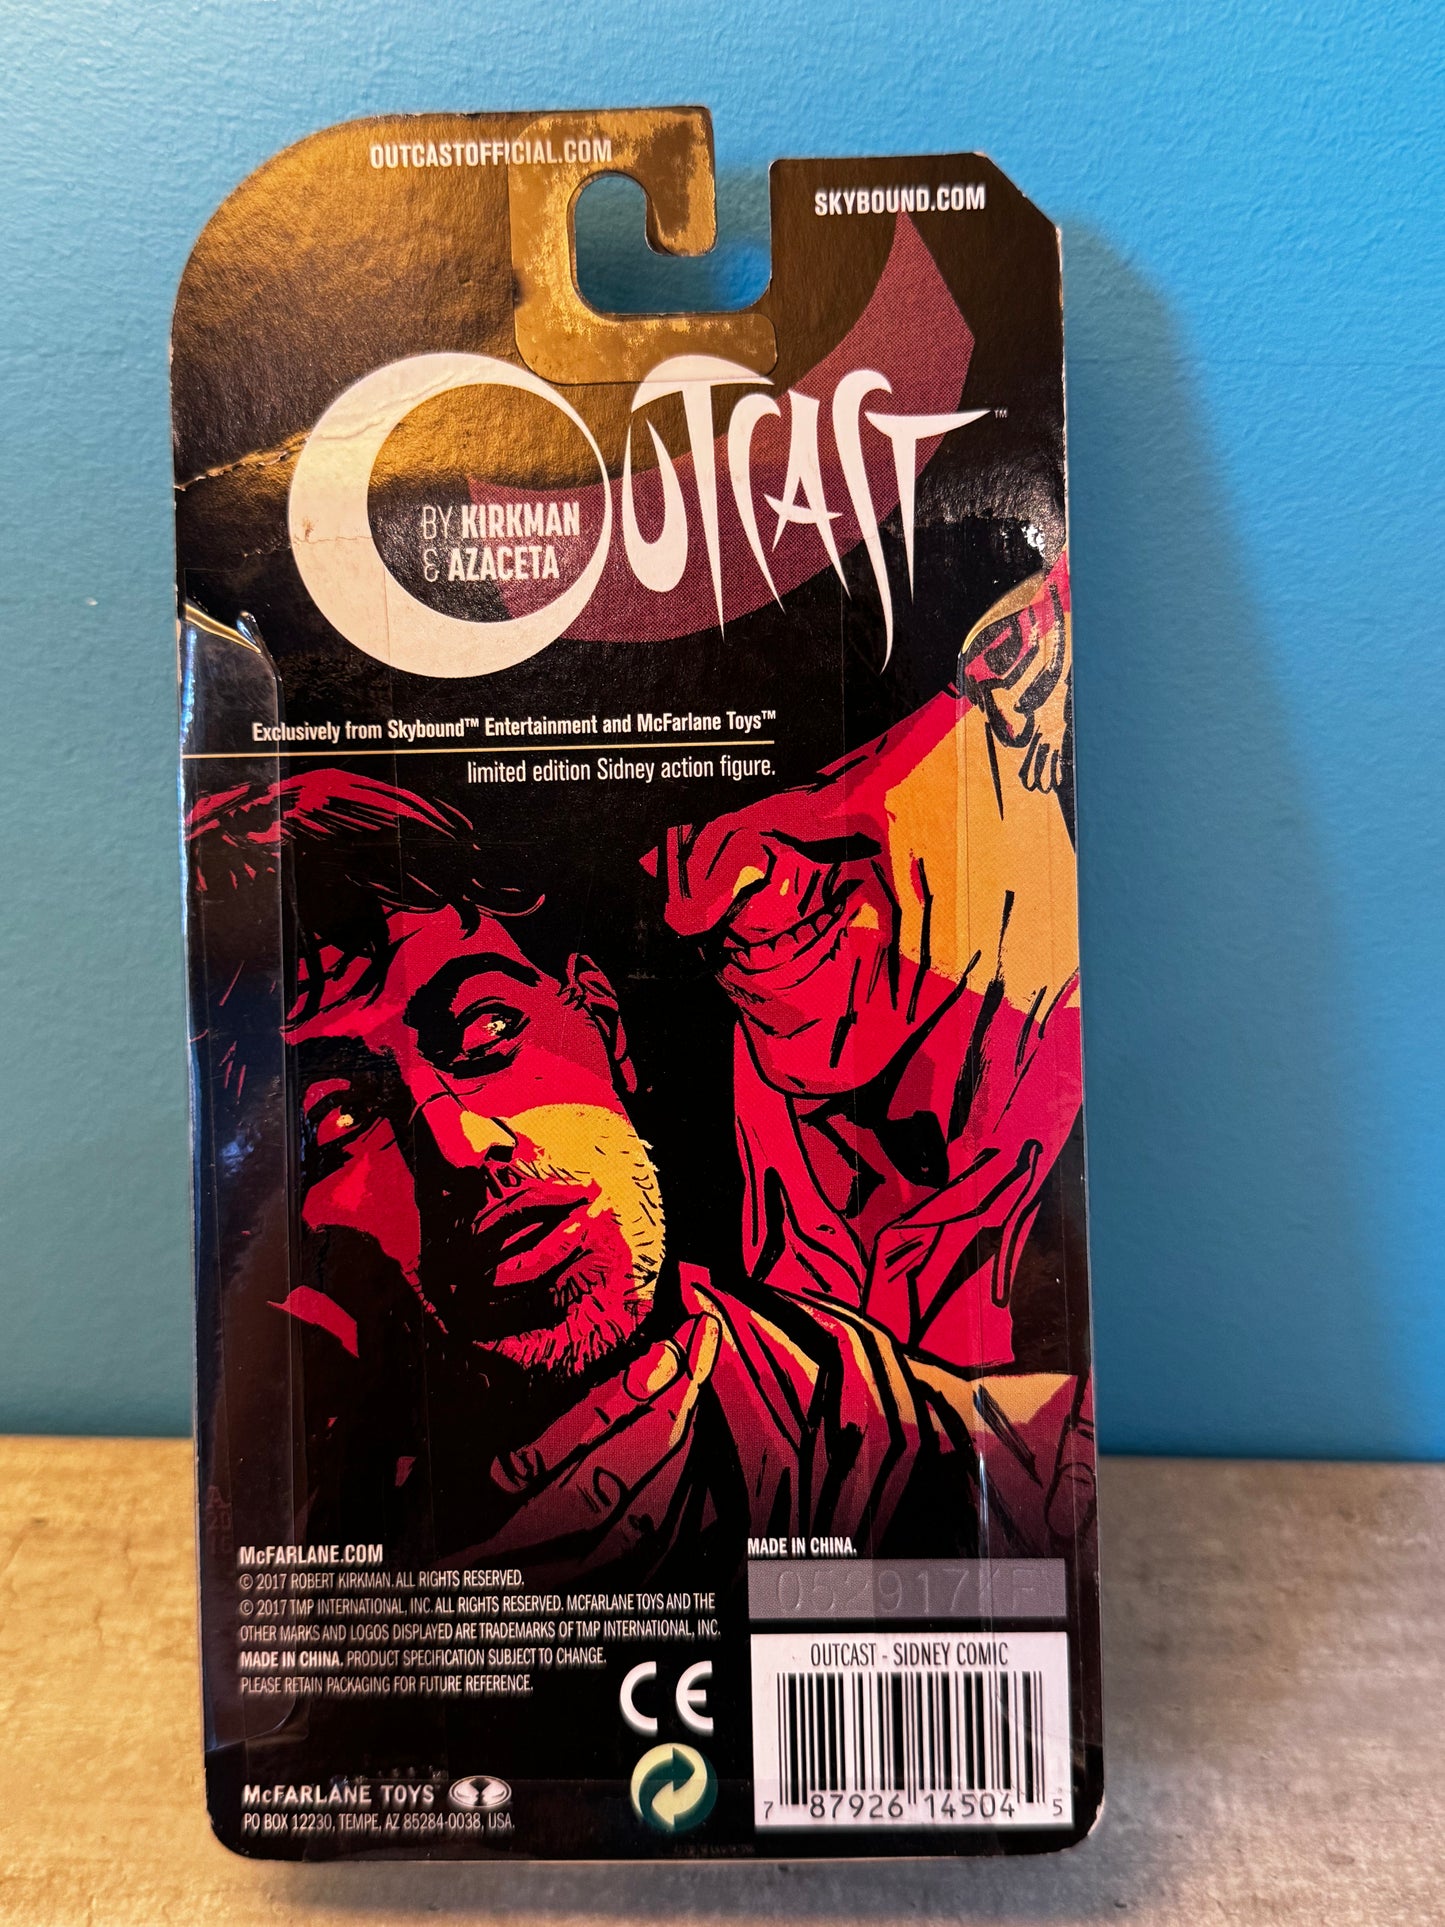 OUTCASTOFFICIAL.COM
SKYBOUND.COM
OUTCAST™
BY KIRKMAN
& AZACETA
Exclusively from Skybound™ Entertainment and McFarlane Toys™
limited edition Sidney action figure.
McFARLANE.COM
© 2017 ROBERT KIRKMAN. ALL RIGHTS RESERVED.
© 2017 TMP INTERNATIONAL, INC. ALL RIGHTS RESERVED. MCFARLANE TOYS AND THE
OTHER MARKS AND LOGOS DISPLAYED ARE TRADEMARKS OF TMP INTERNATIONAL, INC.
MADE IN CHINA. PRODUCT SPECIFICATION SUBJECT TO CHANGE.
PLEASE RETAIN PACKAGING FOR FUTURE REFERENCE.
CE
McFARLANE TOYS
PO BOX 12230, TEMPE, AZ 85284-0038, USA.
MADE IN CHINA.
OUTCAST - SIDNEY COMIC
7 87926 14504 5